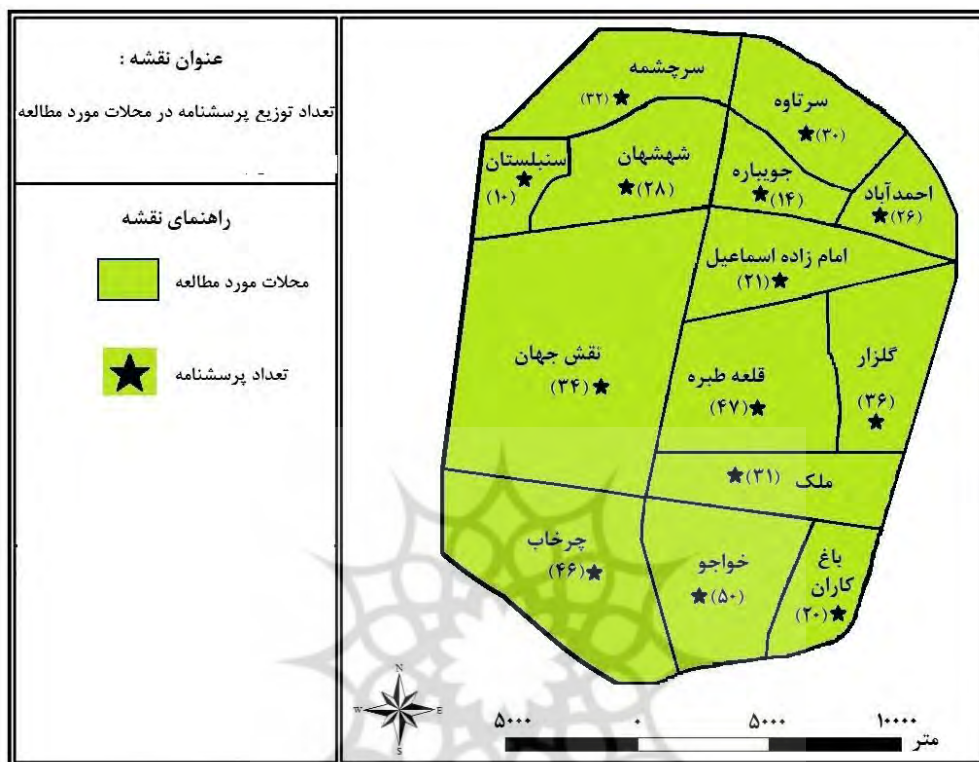 عنوان نقشه :
تعداد توزیع پرسشنامه در محلات مورد مطالعه
راهنمای نقشه
محلات مورد مطالعه
تعداد پرسشنامه
سرچشمه
(۳۲)
سرتاوه
(۳۰)
سنبلستان
(۱۰)
شهشهان
(۲۸)
جویباره
(۱۴)
احمدآباد
(۲۶)
امام زاده اسماعیل
(۲۱)
نقش جهان
(۳۴)
قلعه طبره
(۴۷)
گلزار
(۳۶)
ملک
(۳۱)
چرخاب
(۴۶)
خواجو
(۵۰)
باغ
کاران
(۲۰)
N
W E
S
۵۰۰۰ ۰ ۵۰۰۰ ۱۰۰۰۰
متر